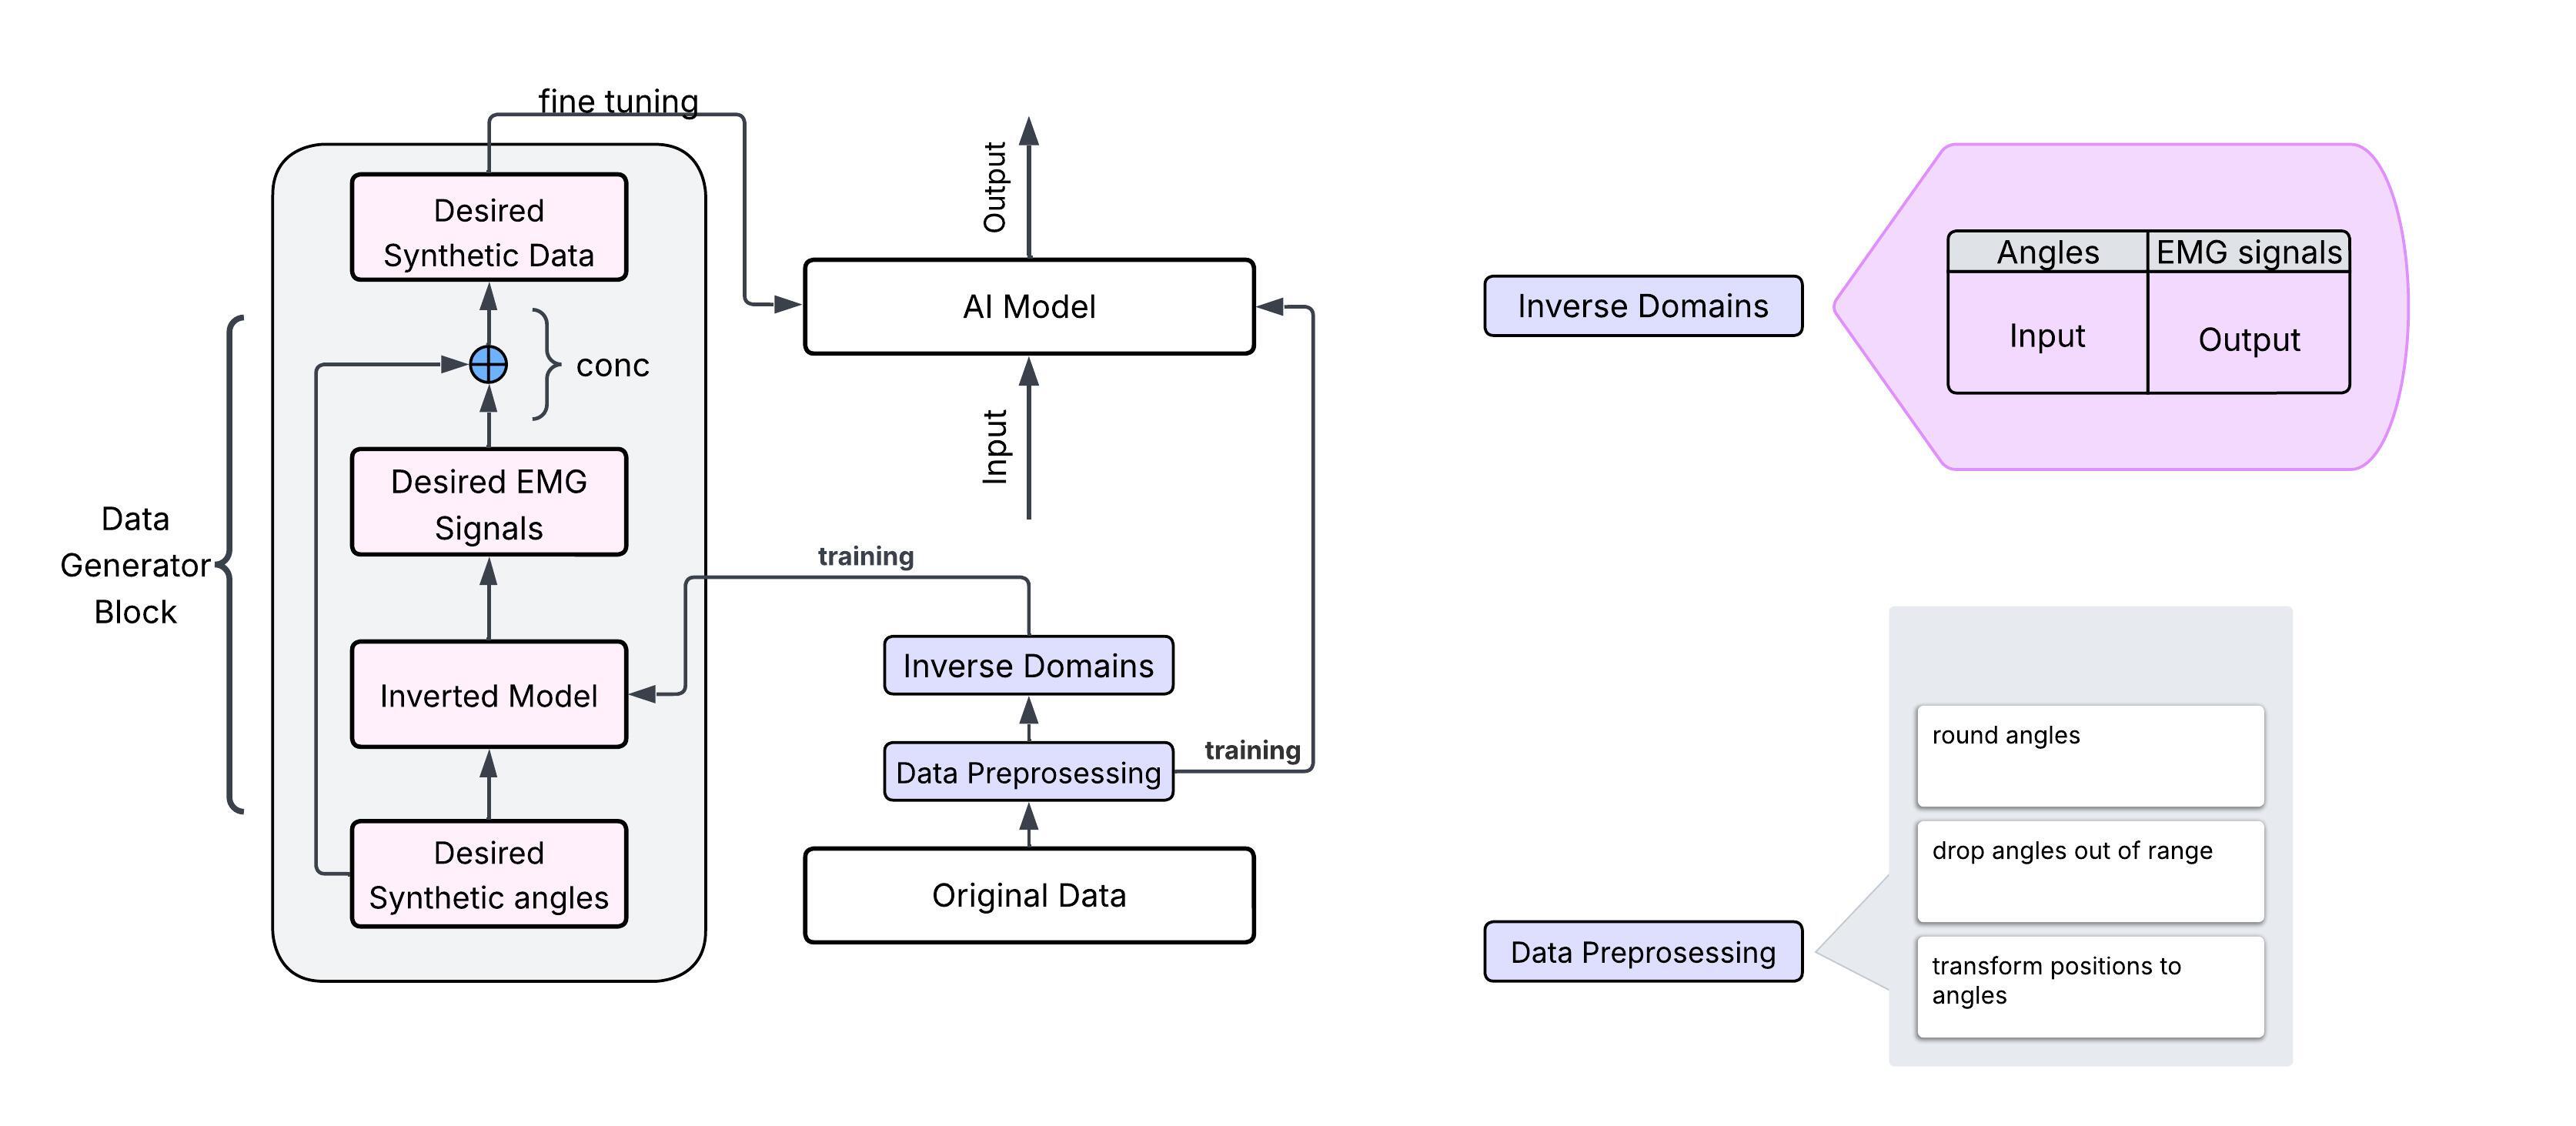 fine tuning
Desired
Synthetic Data
conc
Desired EMG
Signals
Data
Generator
Block
Inverted Model
Desired
Synthetic angles
Output
AI Model
Input
training
Inverse Domains
training
Data Preprosessing
Original Data
Inverse Domains
Angles
EMG signals
Input
Output
Data Preprosessing
round angles
drop angles out of range
transform positions to
angles